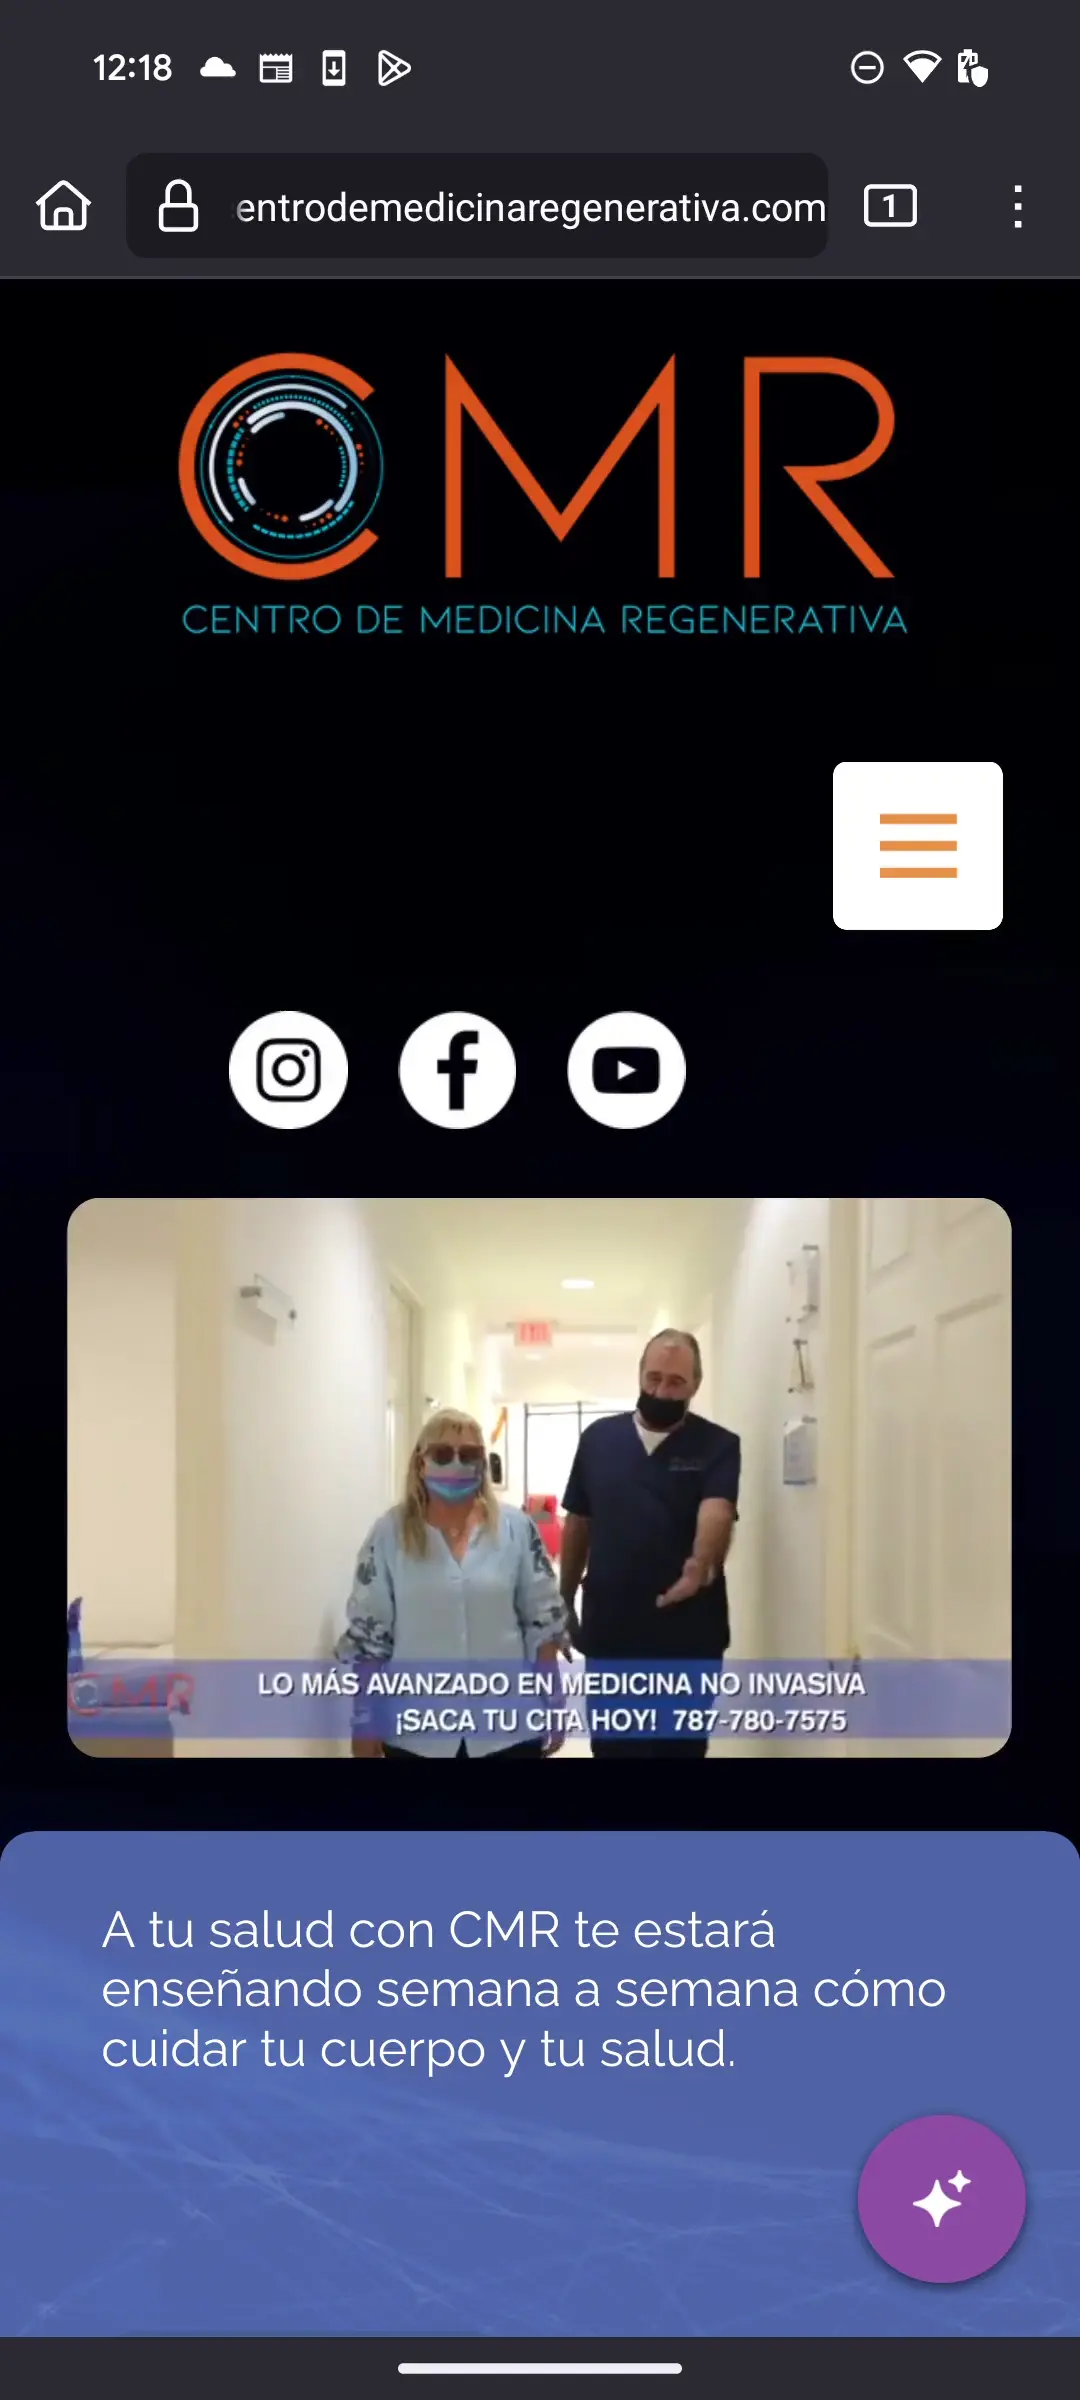 12:18
entrodemedicinaregenerativa.com
1
CMR
CENTRO DE MEDICINA REGENERATIVA
EXIT
CMR
LO MÁS AVANZADO EN MEDICINA NO INVASIVA
¡SACA TU CITA HOY! 787-780-7575
A tu salud con CMR te estará
enseñando semana a semana cómo
cuidar tu cuerpo y tu salud.